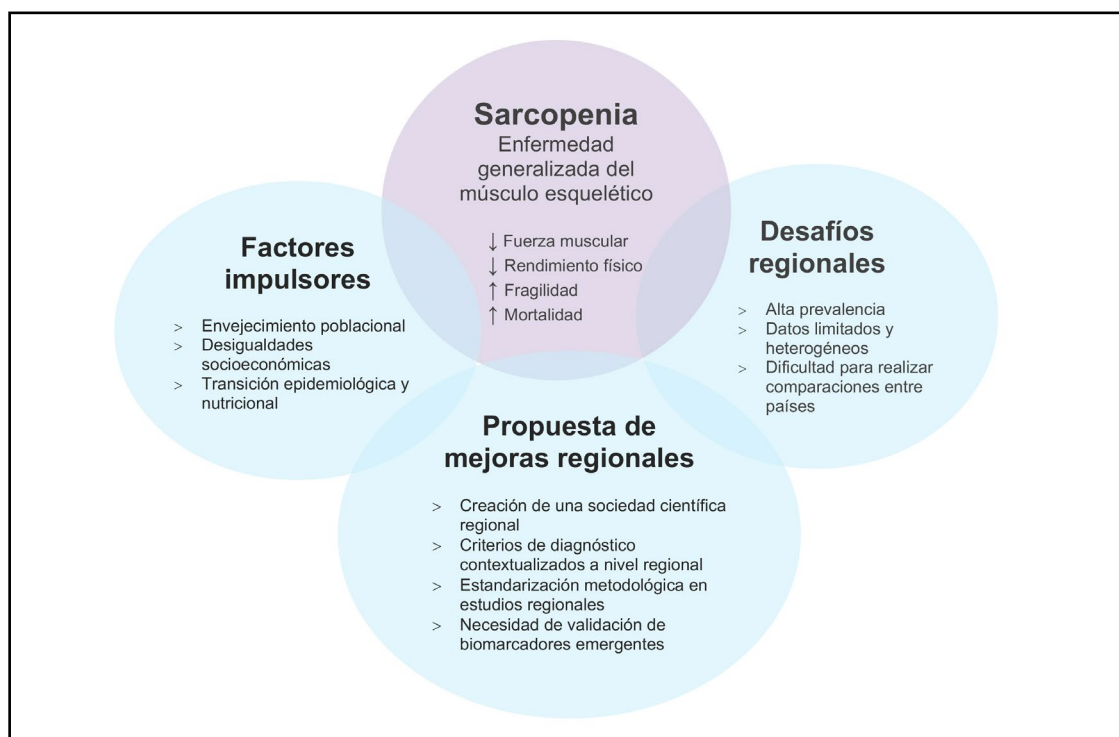 Sarcopenia
Enfermedad
generalizada del
músculo esquelético
↓ Fuerza muscular
↓ Rendimiento físico
↑ Fragilidad
↑ Mortalidad
Factores
impulsores
> Envejecimiento poblacional
> Desigualdades
socioeconómicas
> Transición epidemiológica y
nutricional
Desafíos
regionales
> Alta prevalencia
> Datos limitados y
heterogéneos
> Dificultad para realizar
comparaciones entre
países
Propuesta de
mejoras regionales
> Creación de una sociedad científica
regional
> Criterios de diagnóstico
contextualizados a nivel regional
> Estandarización metodológica en
estudios regionales
> Necesidad de validación de
biomarcadores emergentes